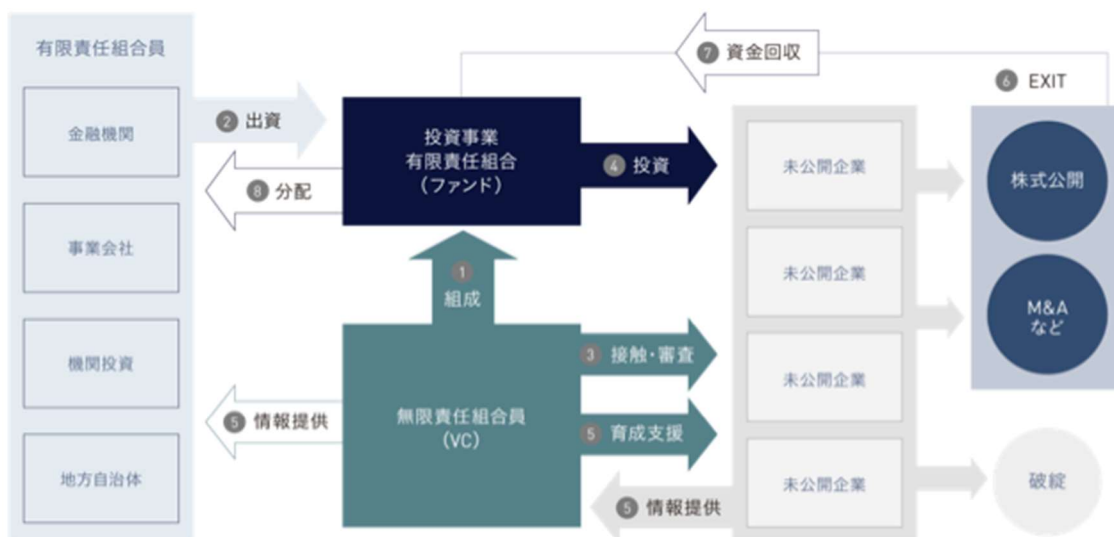 有限責任組合員
金融機関
事業会社
機関投資
地方自治体
2 出資
8 分配
5 情報提供
投資事業
有限責任組合
(ファンド)
1
組成
無限責任組合員
(VC)
7 資金回収
4 投資
3 接触・審査
5 育成支援
5 情報提供
未公開企業
未公開企業
未公開企業
未公開企業
6 EXIT
株式公開
M&A
など
破綻